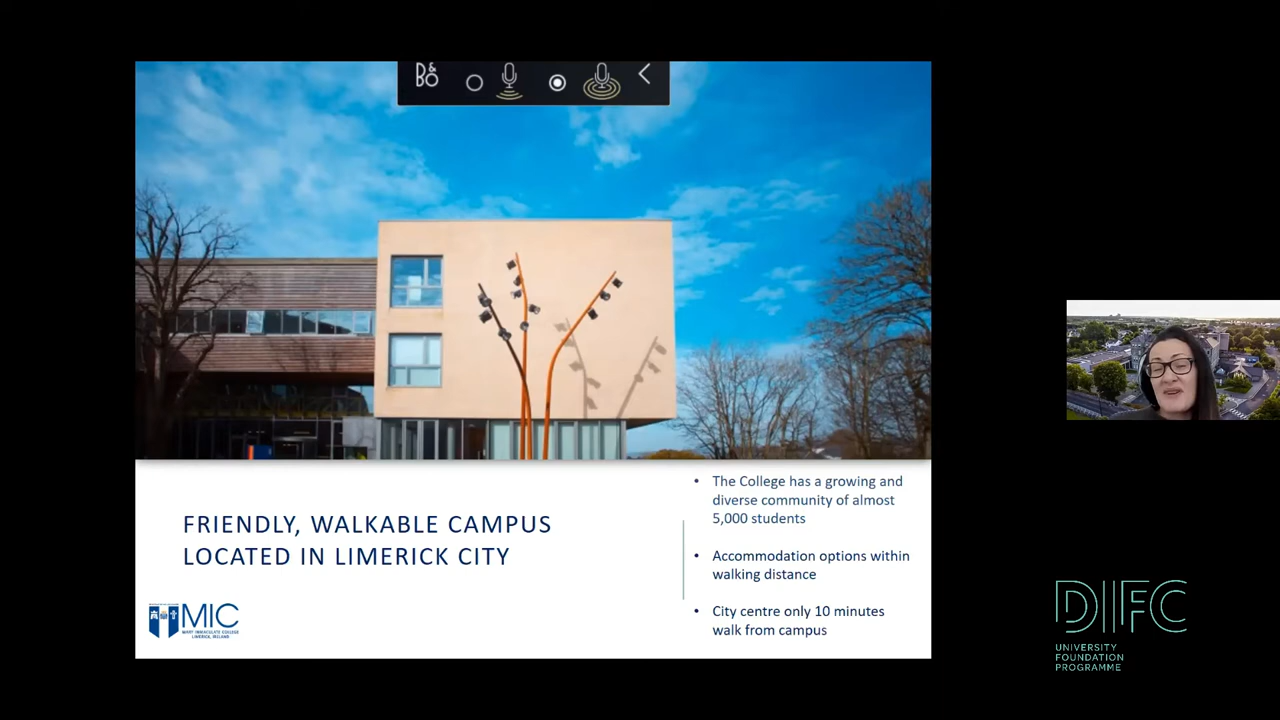 B&
BO
FRIENDLY, WALKABLE CAMPUS
LOCATED IN LIMERICK CITY
MIC
MARY IMMACULATE COLLEGE
LIMERICK, IRELAND
• The College has a growing and
diverse community of almost
5,000 students
• Accommodation options within
walking distance
• City centre only 10 minutes
walk from campus
DIFC
UNIVERSITY
FOUNDATION
PROGRAMME